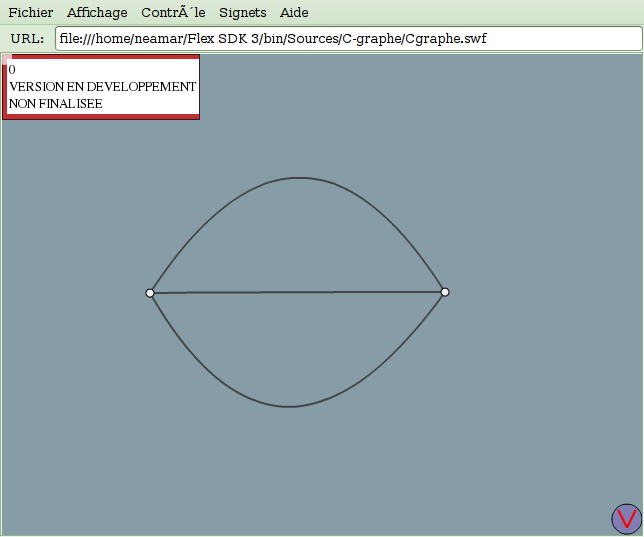 Fichier Affichage ContrÃ´le Signets Aide
URL: file:///home/neamar/Flex SDK 3/bin/Sources/C-graphe/Cgraphe.swf
0
VERSION EN DEVELOPPEMENT
NON FINALISEE
V